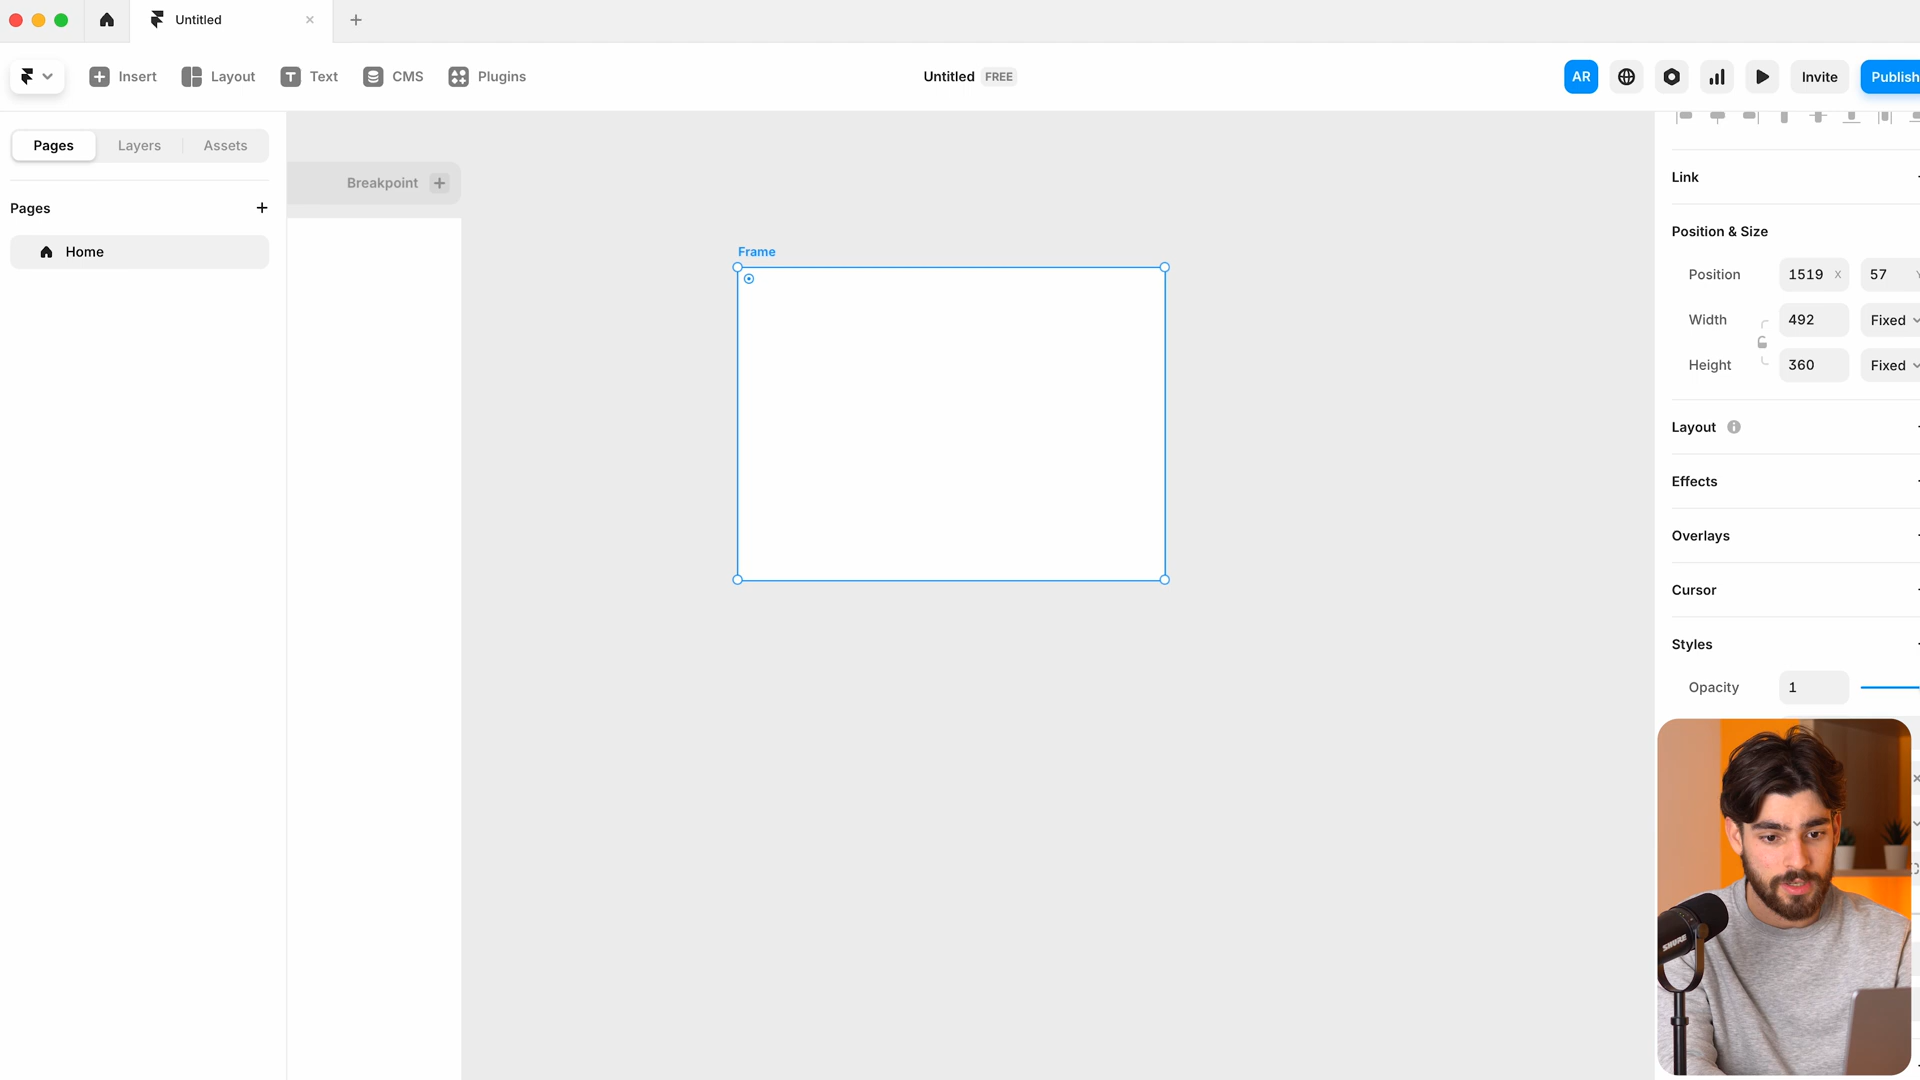 Untitled
Insert
Layout
Text
CMS
Plugins
Untitled FREE
AR
Invite
Publish
Pages
Layers
Assets
Pages
Home
Breakpoint
Frame
Link
Position & Size
Position 1519 X 57
Width 492 Fixed
Height 360 Fixed
Layout
Effects
Overlays
Cursor
Styles
Opacity 1
SHURE